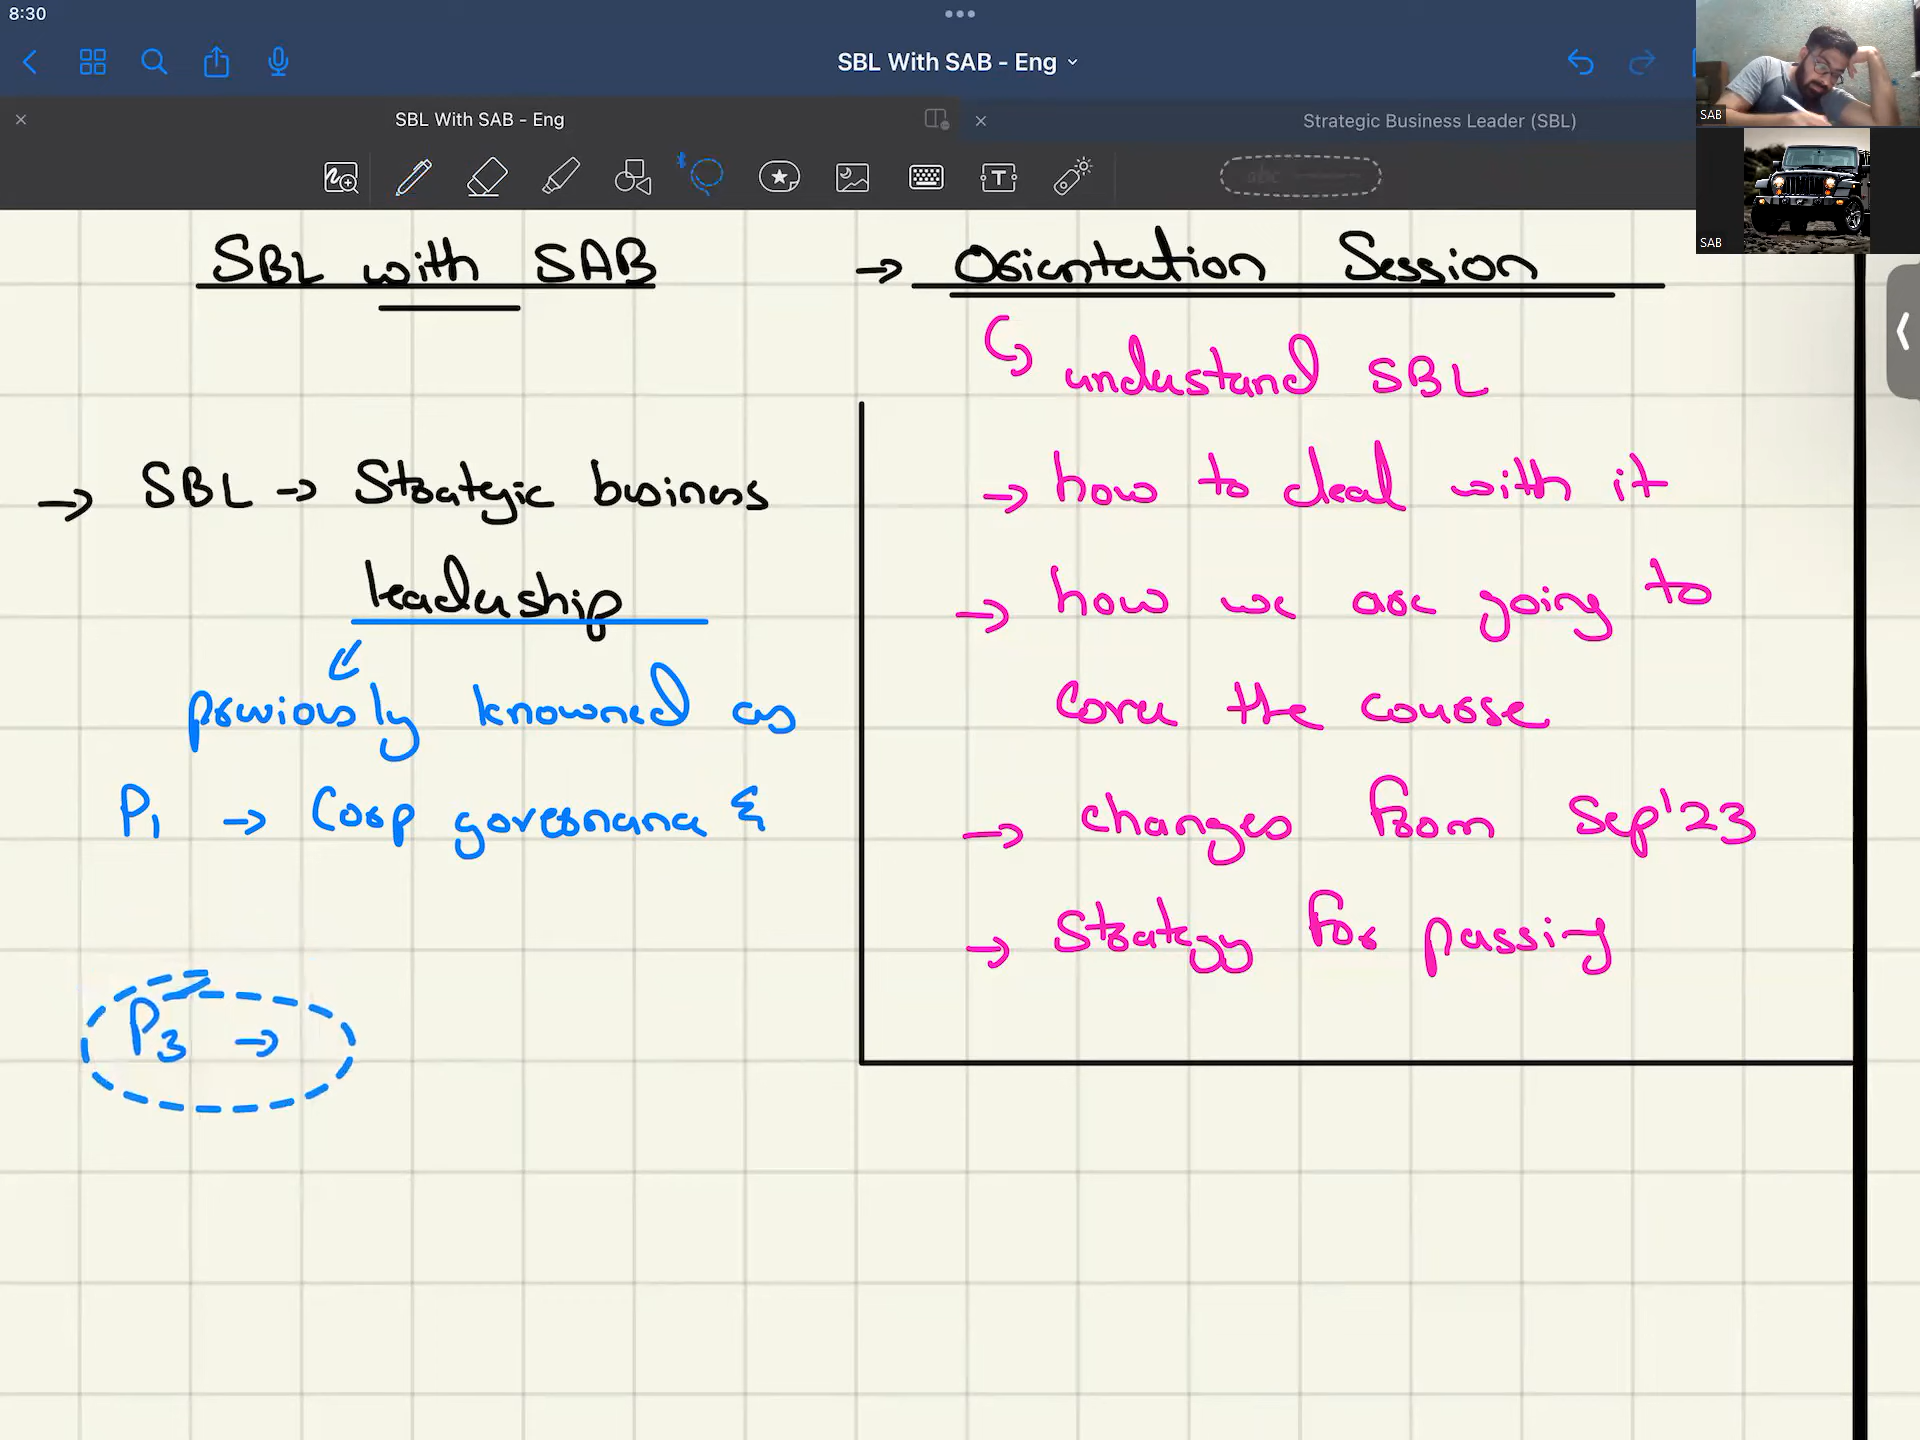 8:30
SBL With SAB - Eng
SBL With SAB - Eng
Strategic Business Leader (SBL)
SAB
SAB
SBL with SAB
→ Orientation Session
understand SBL
→ how to deal with it
→ how we are going to
cover the course
→ changes from Sep'23
→ Strategy for passing
→ SBL → Strategic business
leadership
previously knowned as
P1 → Corp governance &
P3 →